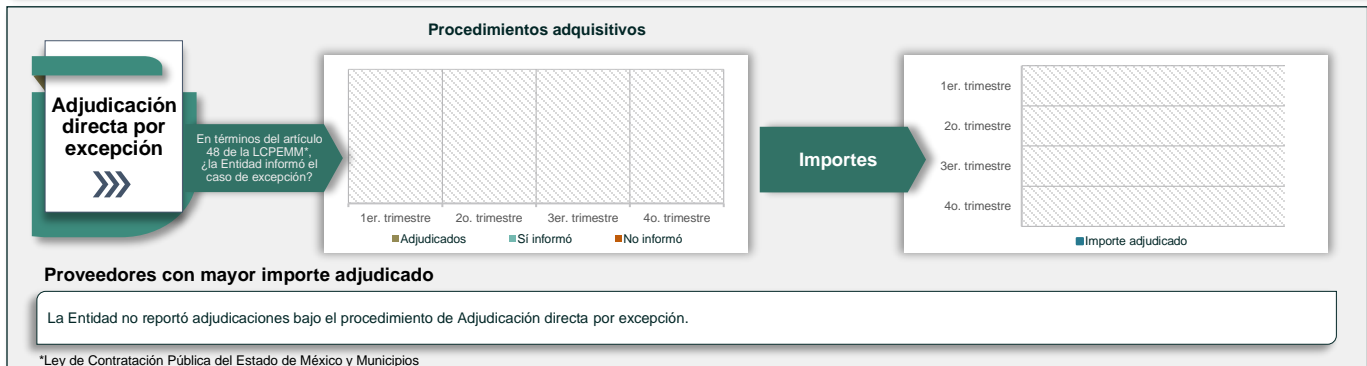 Procedimientos adquisitivos
Adjudicación
directa por
excepción
En términos del artículo
48 de la LCPEMM*,
¿la Entidad informó el
caso de excepción?
1er. trimestre 2o. trimestre 3er. trimestre 4o. trimestre
Adjudicados Sí informó No informó
Importes
1er. trimestre
2o. trimestre
3er. trimestre
4o. trimestre
Importe adjudicado
Proveedores con mayor importe adjudicado
La Entidad no reportó adjudicaciones bajo el procedimiento de Adjudicación directa por excepción.
*Ley de Contratación Pública del Estado de México y Municipios